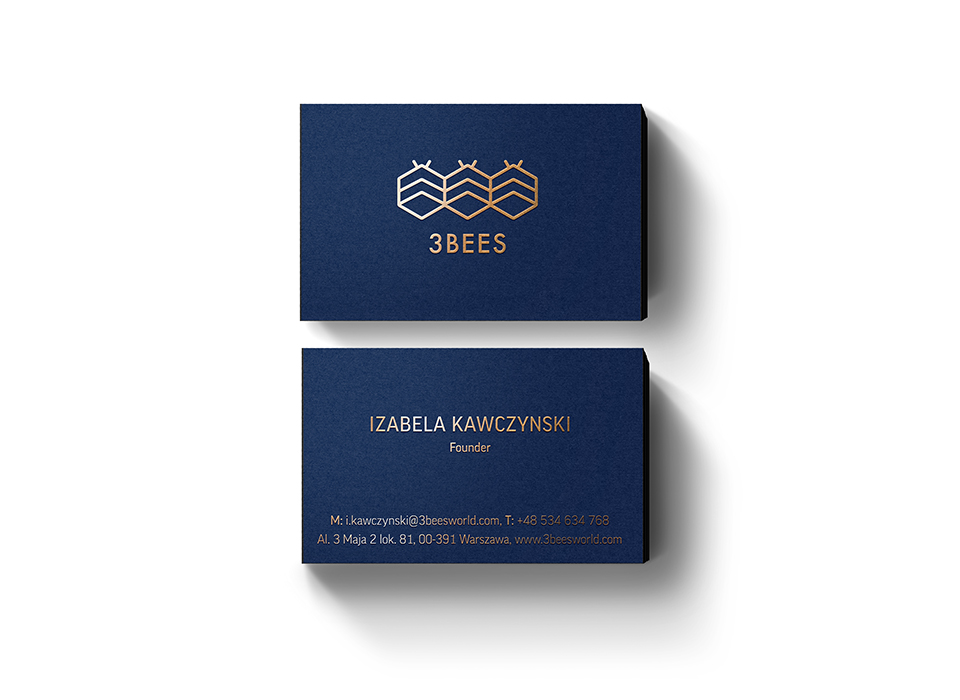 3BEES
IZABELA KAWCZYNSKI
Founder
M: i.kawczynski@3beesworld.com, T: +48 534 634 768
Al. 3 Maja 2 lok. 81, 00-391 Warszawa, www.3beesworld.com